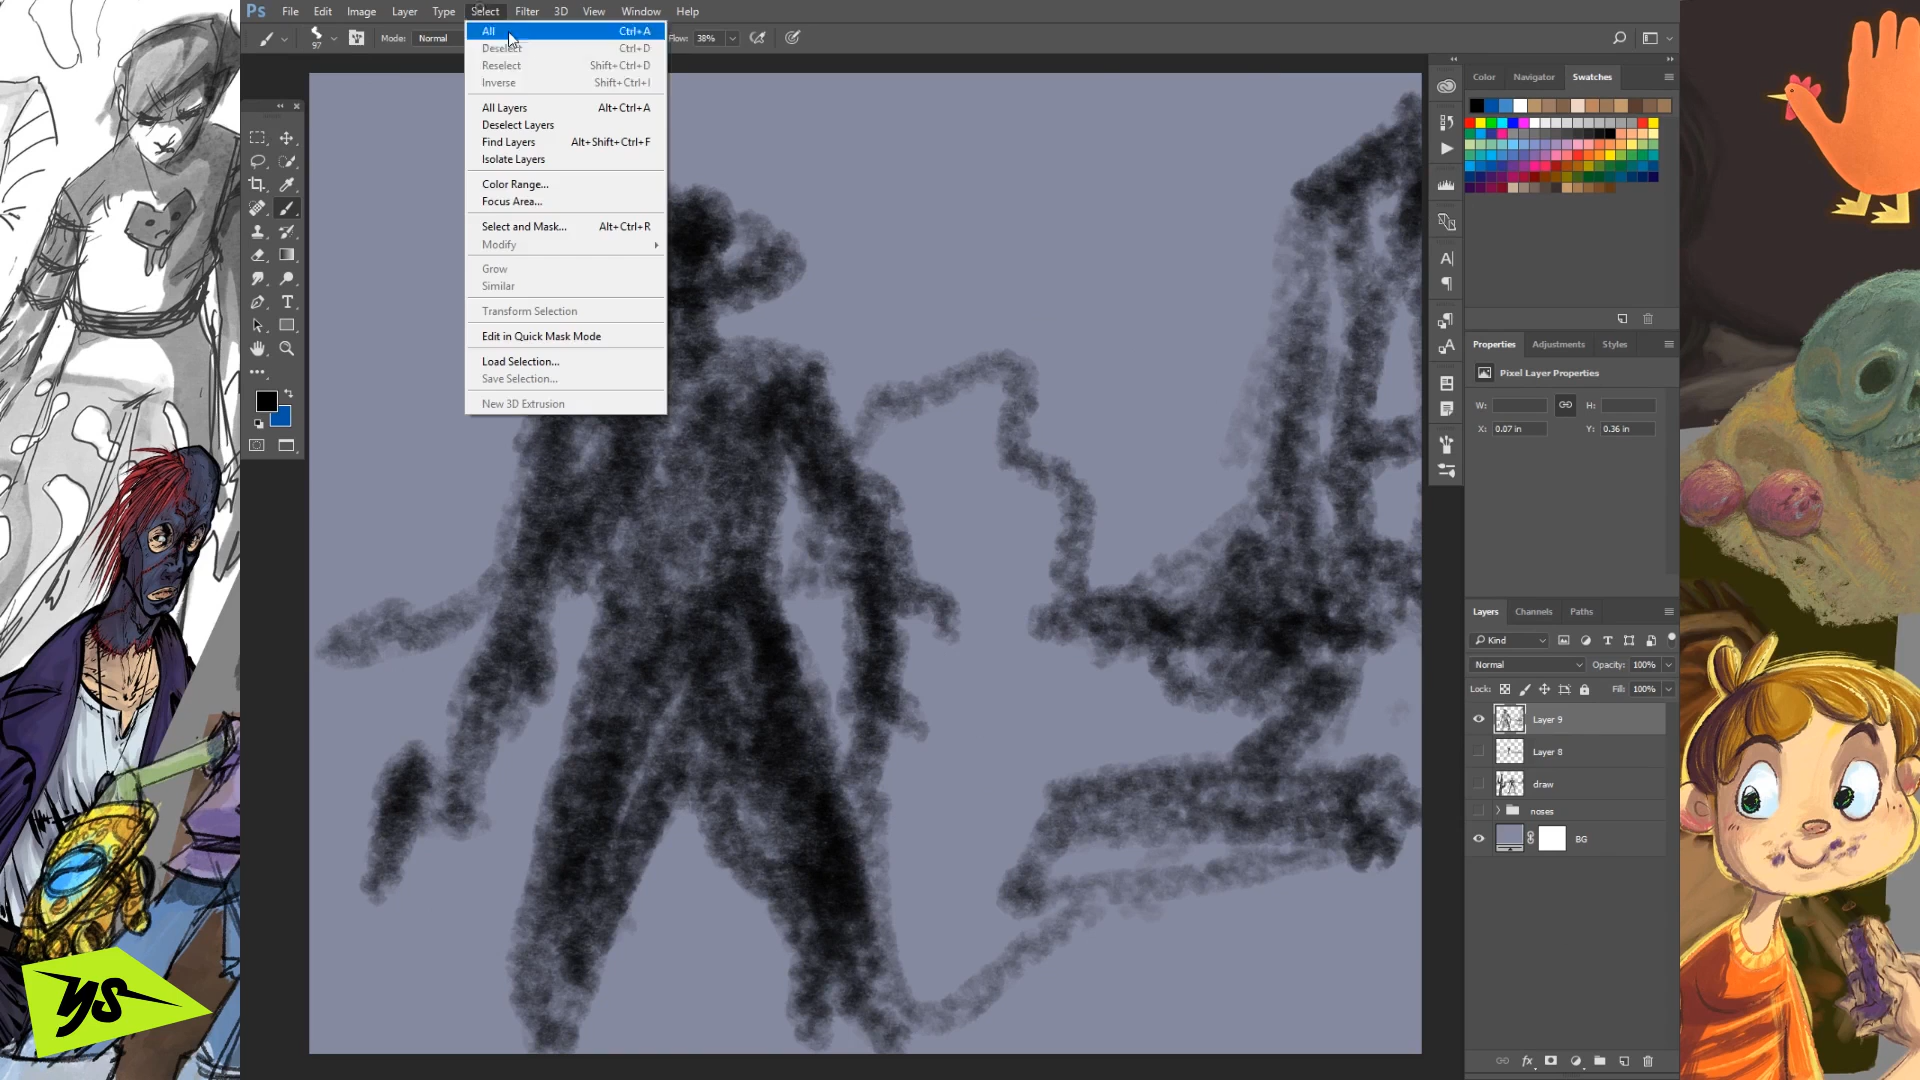 Ps File Edit Image Layer Type Select Filter 3D View Window Help
97 Mode: Normal Flow: 38%
All Ctrl+A
Deselect Ctrl+D
Reselect Shift+Ctrl+D
Inverse Shift+Ctrl+I
All Layers Alt+Ctrl+A
Deselect Layers
Find Layers Alt+Shift+Ctrl+F
Isolate Layers
Color Range...
Focus Area...
Select and Mask... Alt+Ctrl+R
Modify
Grow
Similar
Transform Selection
Edit in Quick Mask Mode
Load Selection...
Save Selection...
New 3D Extrusion
Color Navigator Swatches
Properties Adjustments Styles
Pixel Layer Properties
W: H:
X: 0.07 in Y: 0.36 in
Layers Channels Paths
Kind
Normal Opacity: 100%
Lock: Fill: 100%
Layer 9
Layer 8
draw
noses
BG
ys